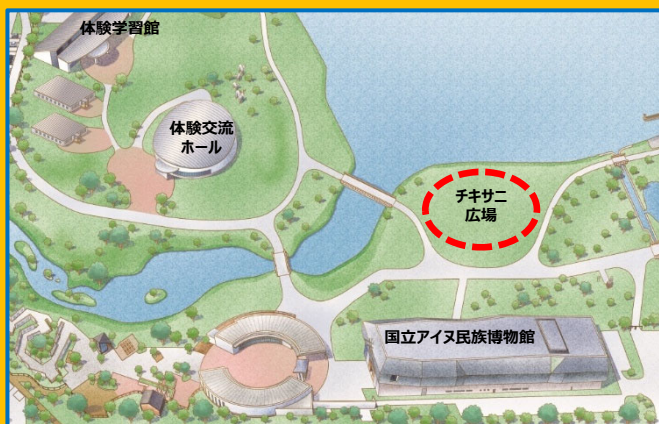 体験学習館
体験交流
ホール
チキサニ
広場
国立アイヌ民族博物館